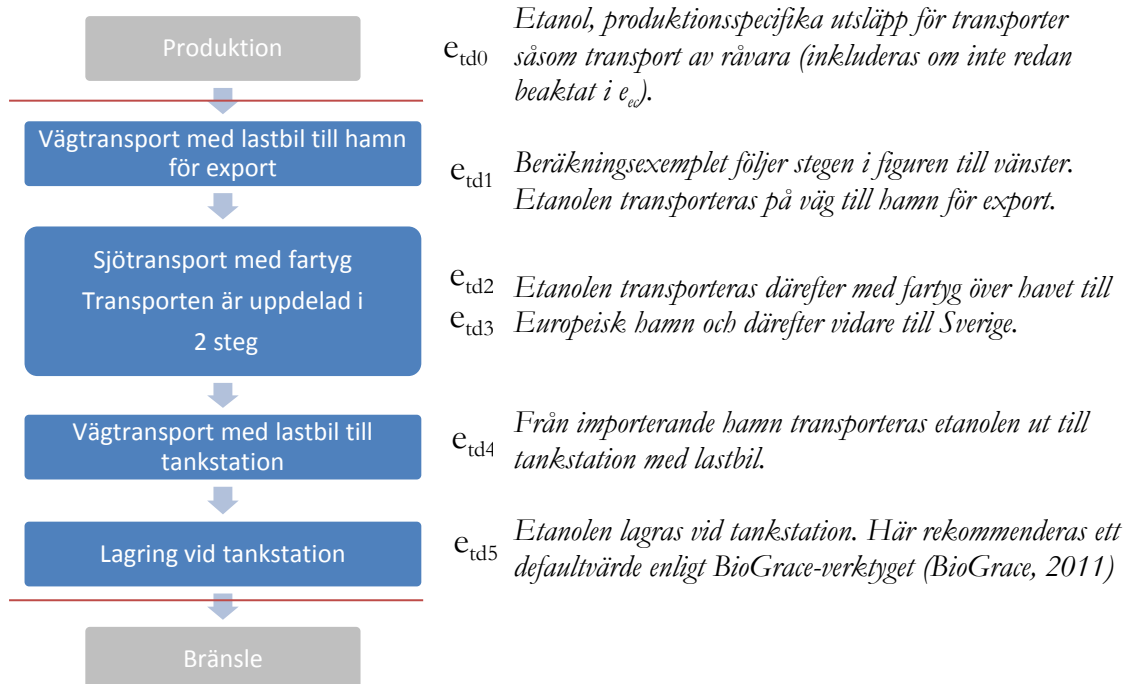 Produktion
e_td0
Etanol, produktionsspecifika utsläpp för transporter
såsom transport av råvara (inkluderas om inte redan
beaktat i e_ec).
Vägtransport med lastbil till hamn
för export
e_td1
Beräkningsexemplet följer stegen i figuren till vänster.
Etanolen transporteras på väg till hamn för export.
Sjötransport med fartyg
Transporten är uppdelad i
2 steg
e_td2
e_td3
Etanolen transporteras därefter med fartyg över havet till
Europeisk hamn och därefter vidare till Sverige.
Vägtransport med lastbil till
tankstation
e_td4
Från importerande hamn transporteras etanolen ut till
tankstation med lastbil.
Lagring vid tankstation
e_td5
Etanolen lagras vid tankstation. Här rekommenderas ett
defaultvärde enligt BioGrace-verktyget (BioGrace, 2011)
Bränsle